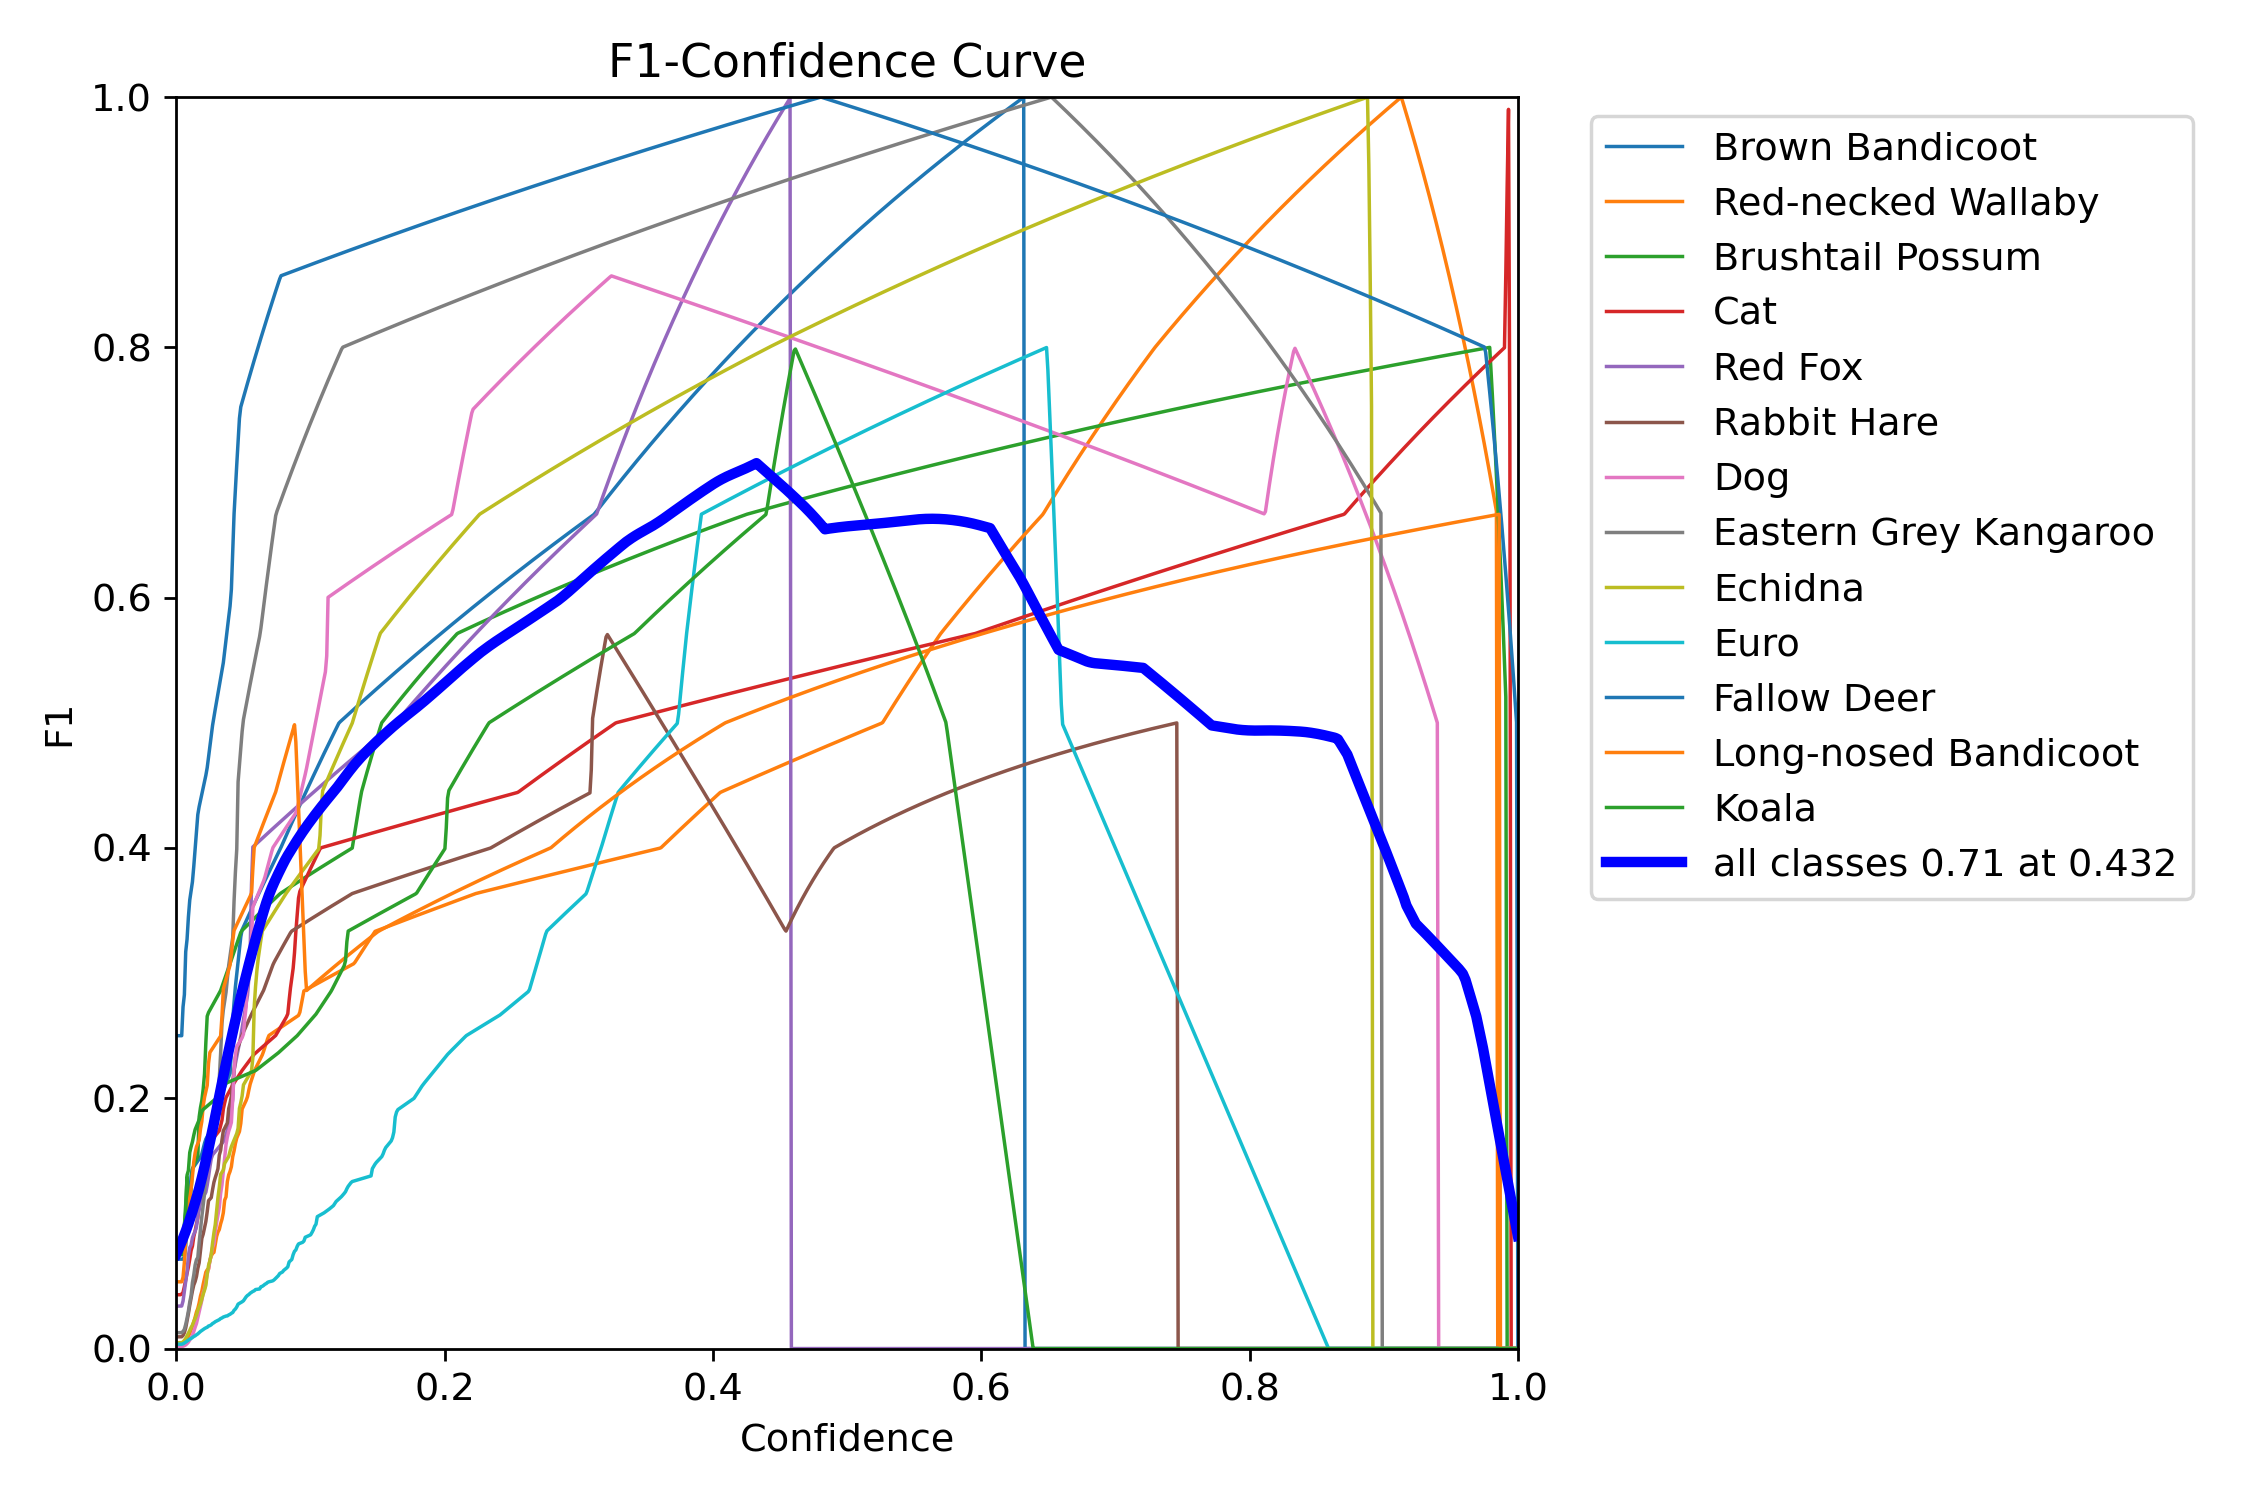 F1-Confidence Curve
1.0
0.8
0.6
0.4
0.2
0.0
F1
0.0 0.2 0.4 0.6 0.8 1.0
Confidence
Brown Bandicoot
Red-necked Wallaby
Brushtail Possum
Cat
Red Fox
Rabbit Hare
Dog
Eastern Grey Kangaroo
Echidna
Euro
Fallow Deer
Long-nosed Bandicoot
Koala
all classes 0.71 at 0.432